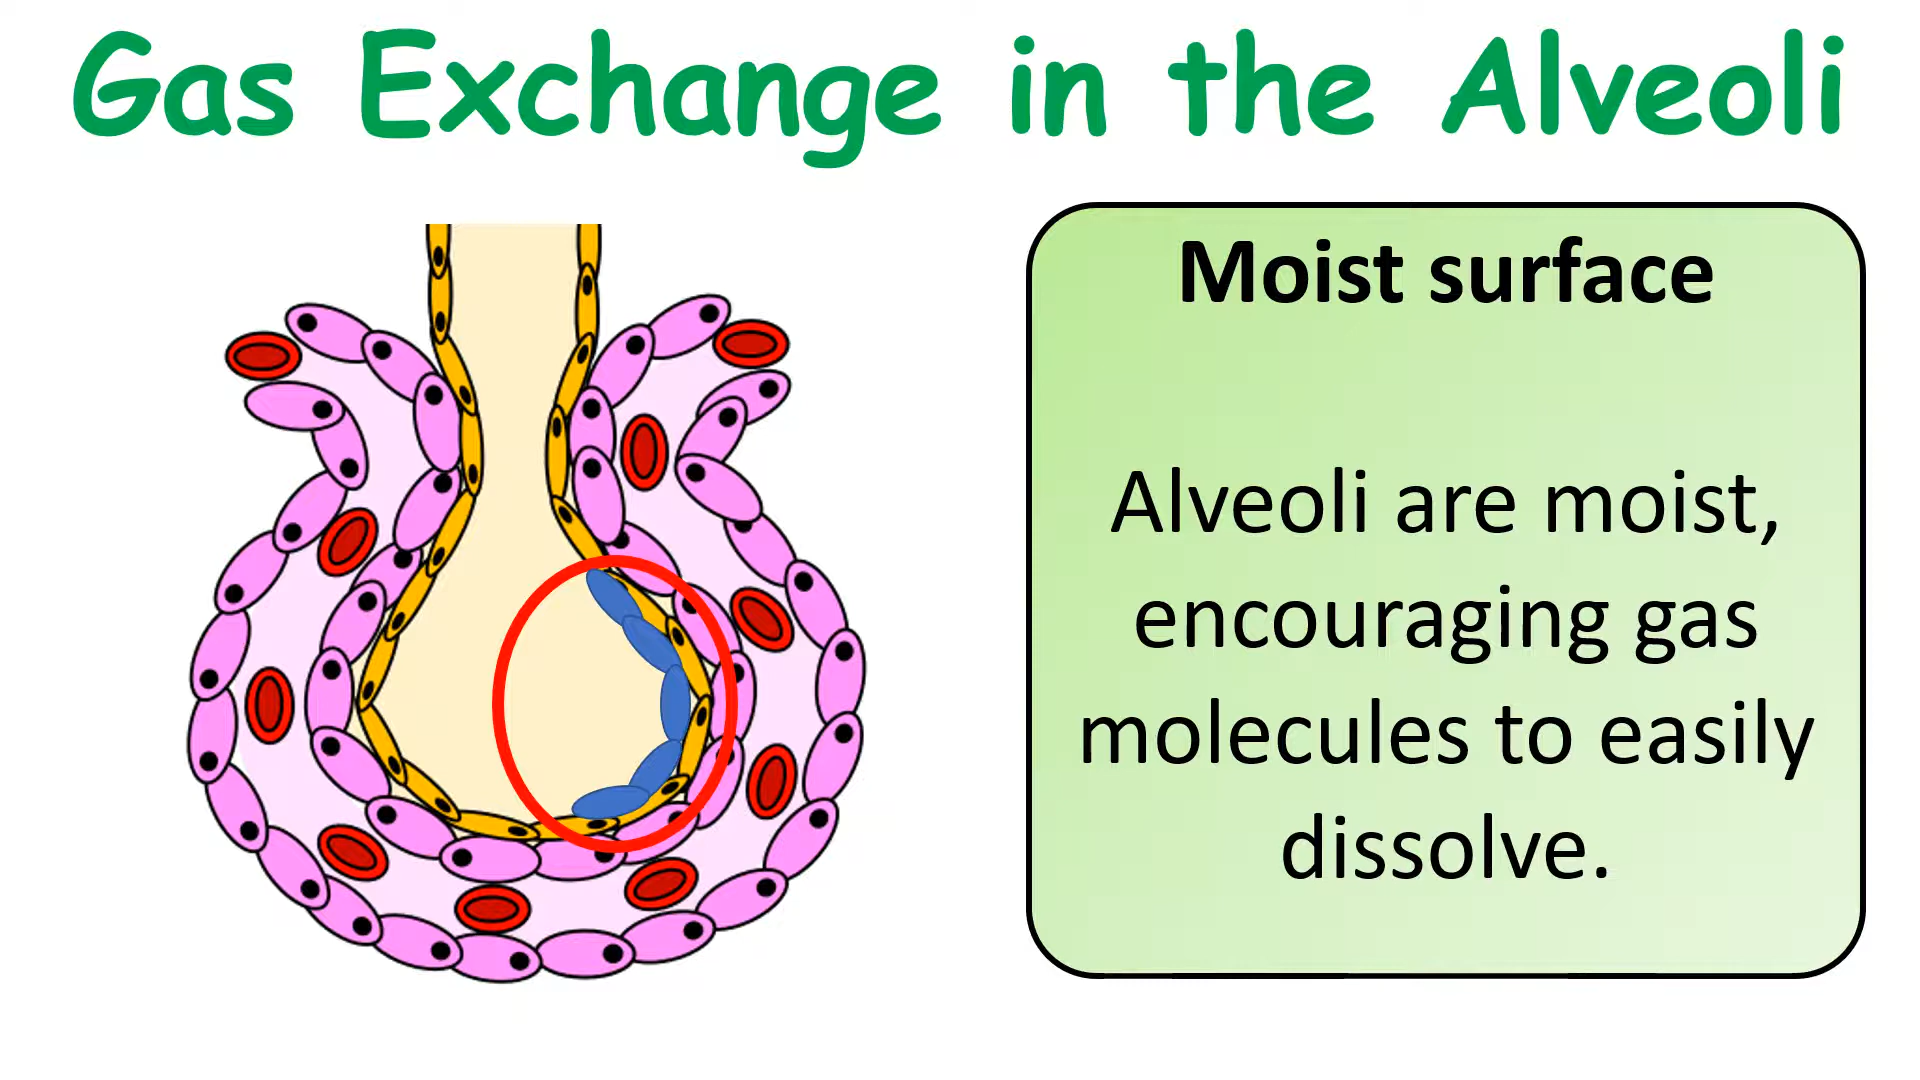 Gas Exchange in the Alveoli
Moist surface
Alveoli are moist,
encouraging gas
molecules to easily
dissolve.